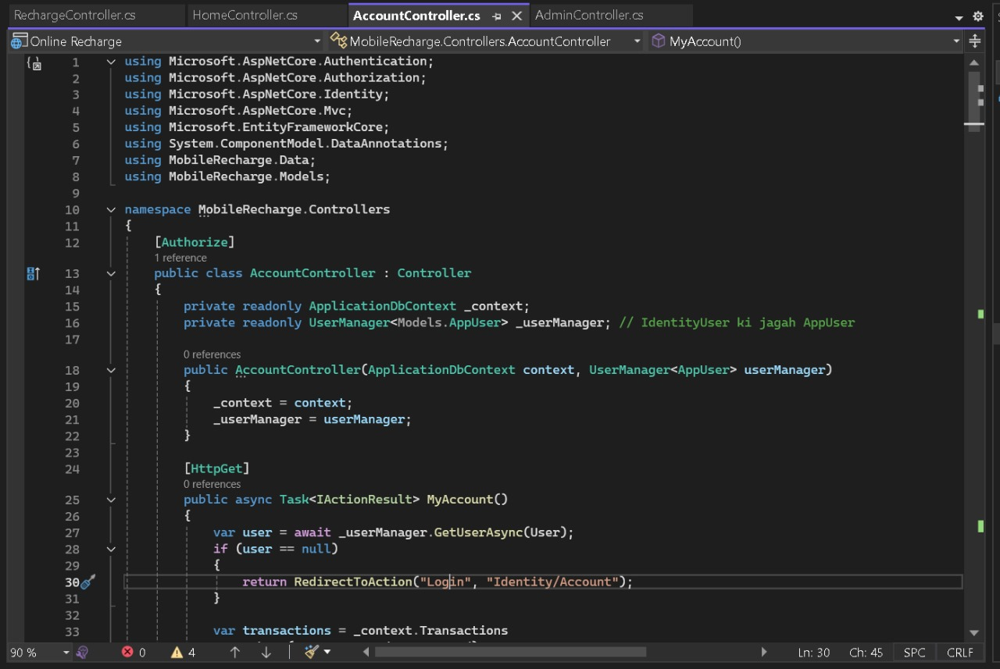 RechargeController.cs HomeController.cs AccountController.cs AdminController.cs
Online Recharge MobileRecharge.Controllers.AccountController MyAccount()
1 using Microsoft.AspNetCore.Authentication;
2 using Microsoft.AspNetCore.Authorization;
3 using Microsoft.AspNetCore.Identity;
4 using Microsoft.AspNetCore.Mvc;
5 using Microsoft.EntityFrameworkCore;
6 using System.ComponentModel.DataAnnotations;
7 using MobileRecharge.Data;
8 using MobileRecharge.Models;
9
10 namespace MobileRecharge.Controllers
11 {
12 [Authorize]
1 reference
13 public class AccountController : Controller
14 {
15 private readonly ApplicationDbContext _context;
16 private readonly UserManager<Models.AppUser> _userManager; // IdentityUser ki jagah AppUser
17
0 references
18 public AccountController(ApplicationDbContext context, UserManager<AppUser> userManager)
19 {
20 _context = context;
21 _userManager = userManager;
22 }
23
24 [HttpGet]
0 references
25 public async Task<IActionResult> MyAccount()
26 {
27 var user = await _userManager.GetUserAsync(User);
28 if (user == null)
29 {
30 return RedirectToAction("Login", "Identity/Account");
31 }
32
33 var transactions = _context.Transactions
90 % 0 4 Ln: 30 Ch: 45 SPC CRLF